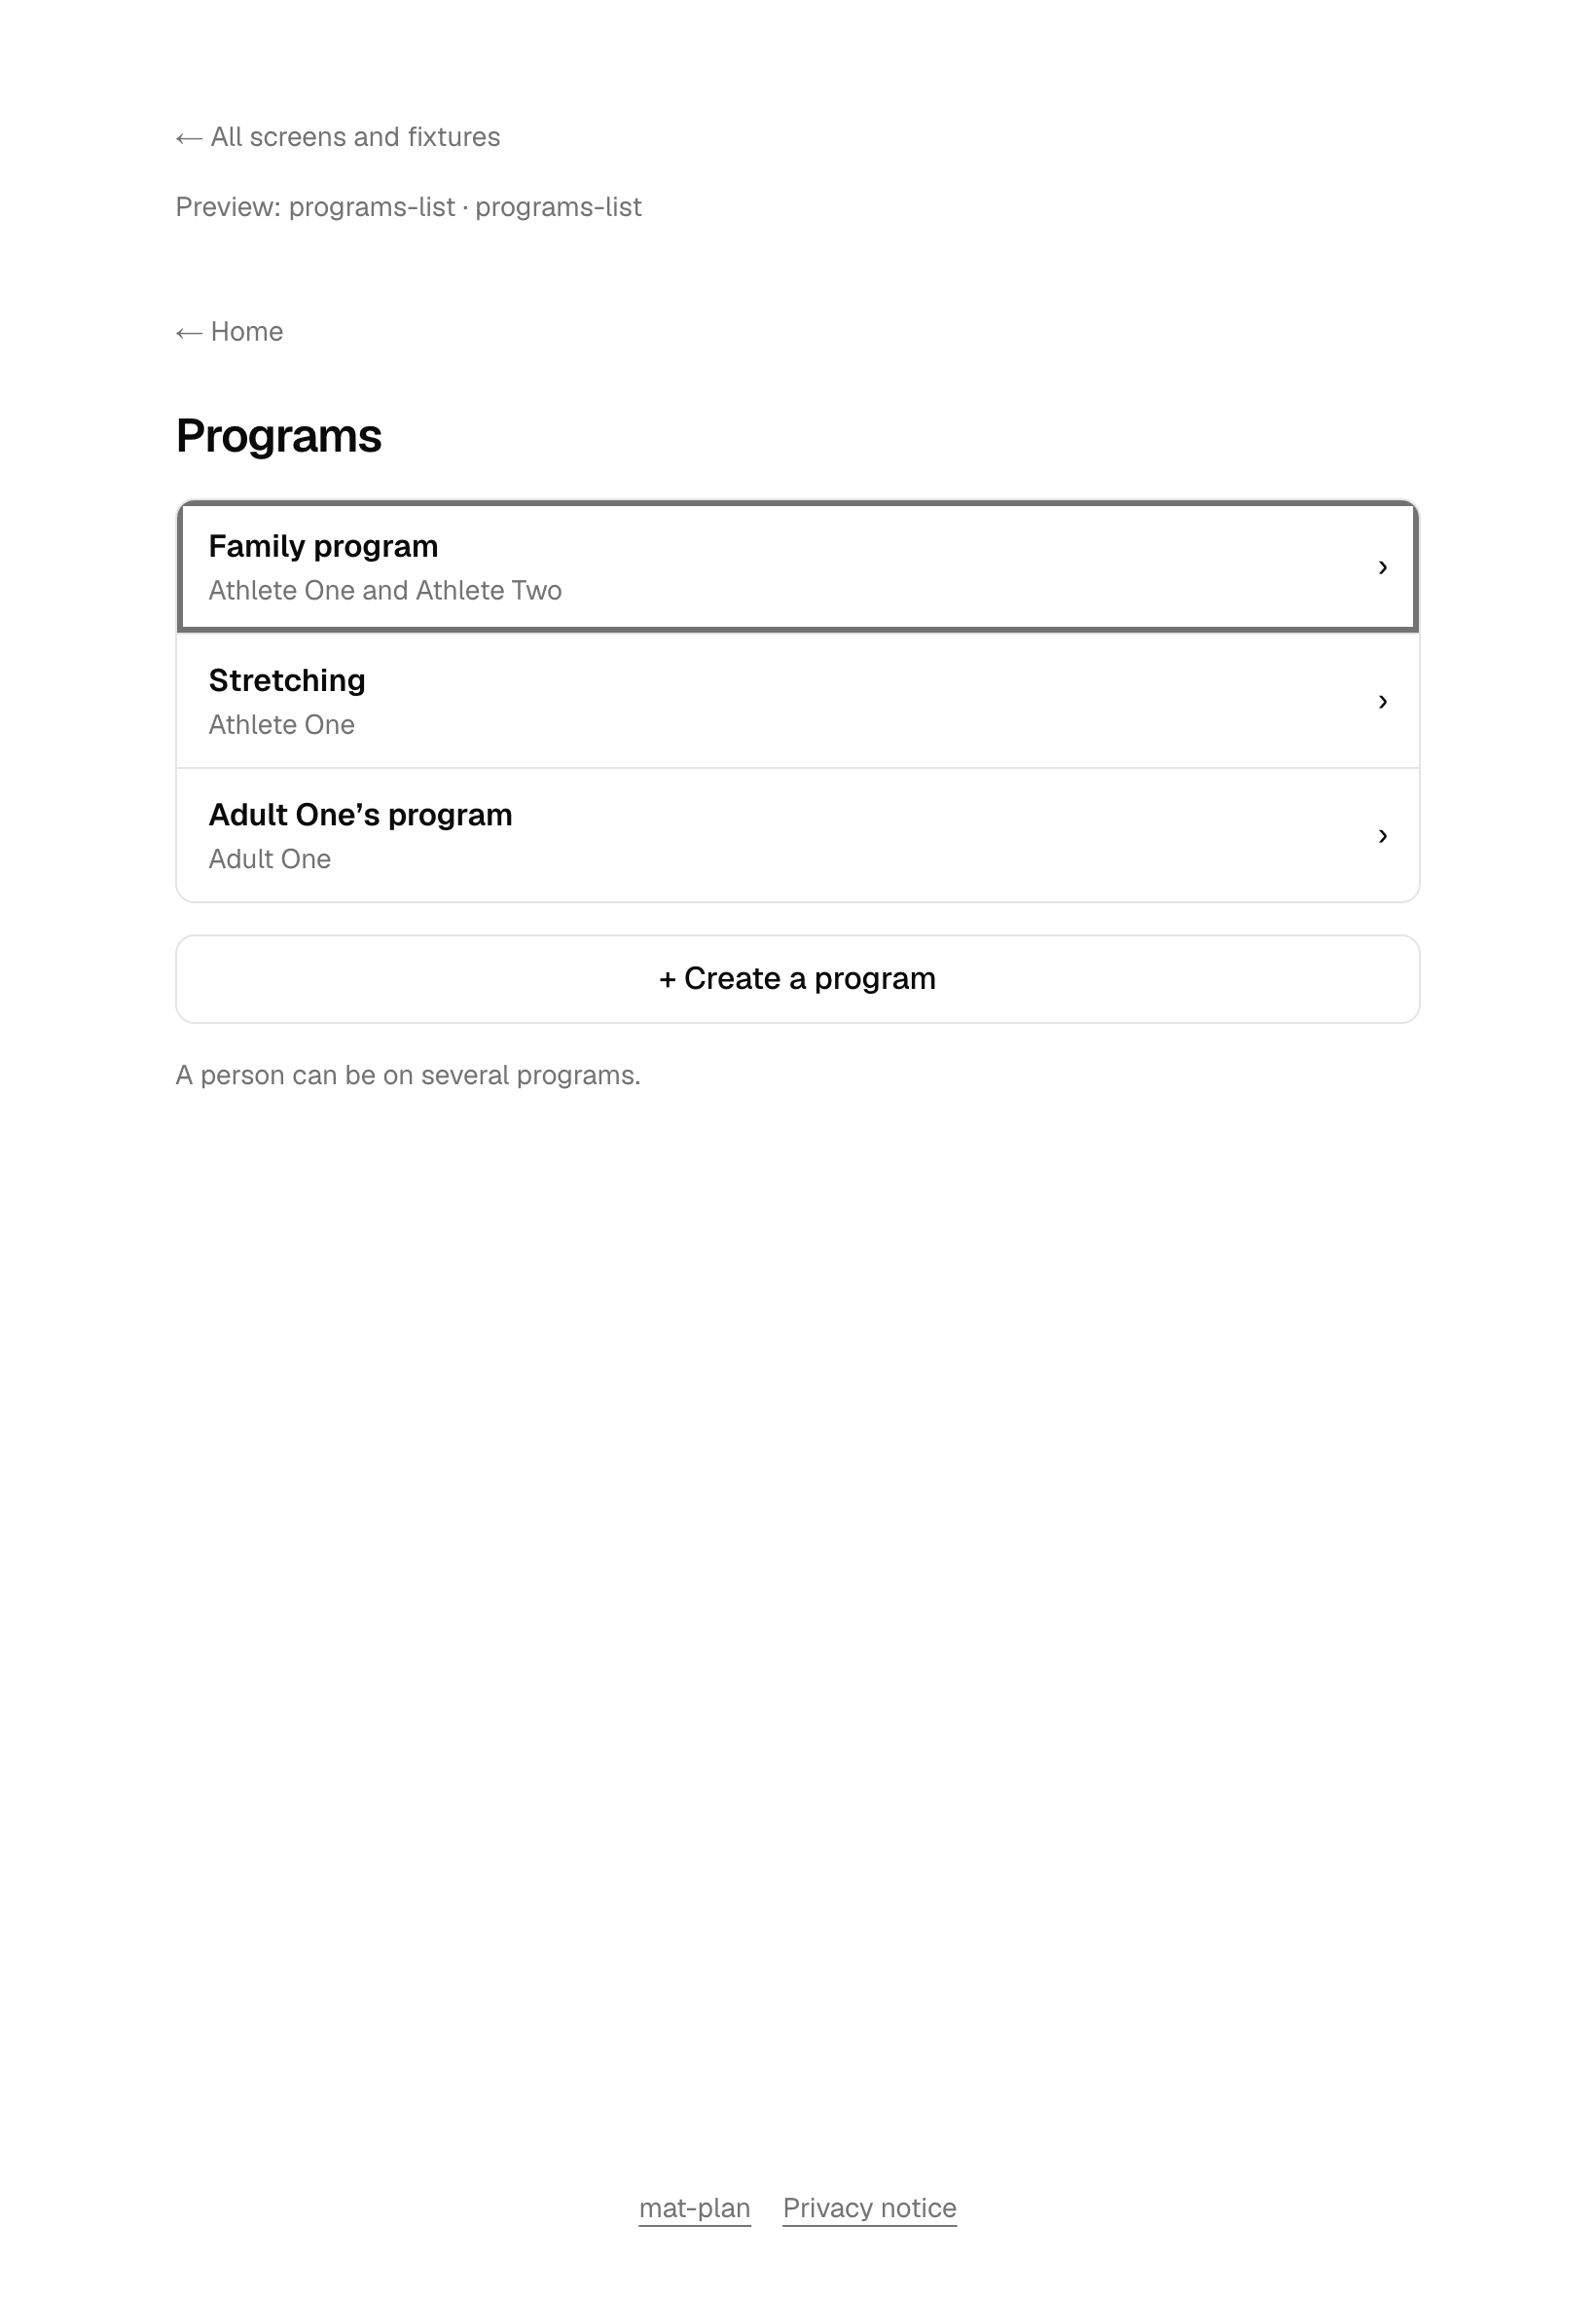 ← All screens and fixtures
Preview: programs-list · programs-list
← Home
Programs
Family program
Athlete One and Athlete Two
›
Stretching
Athlete One
›
Adult One’s program
Adult One
›
+ Create a program
A person can be on several programs.
mat-plan Privacy notice